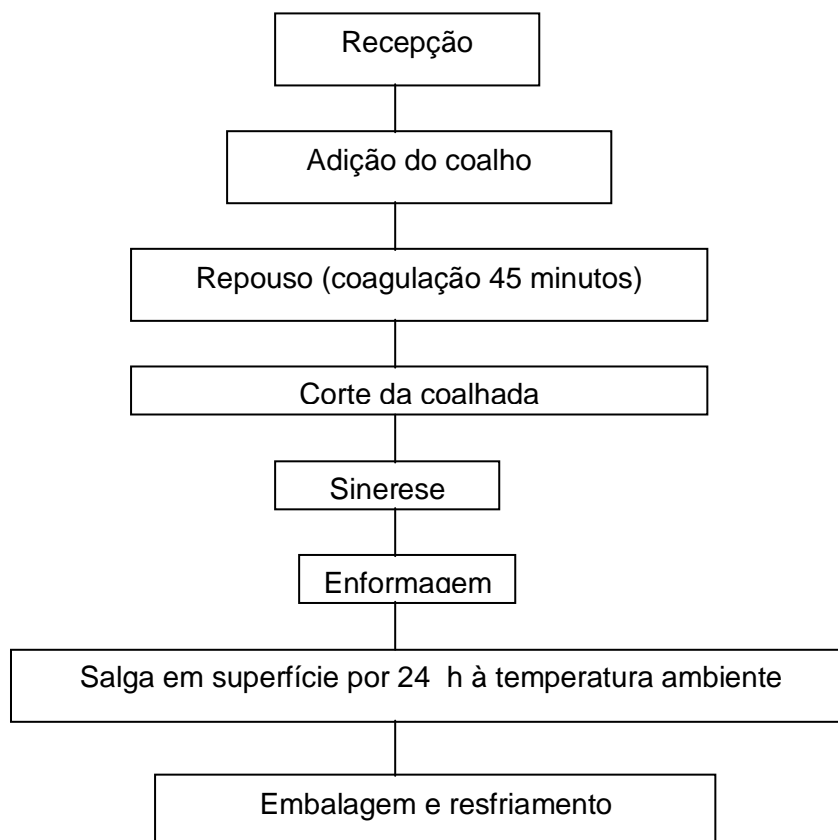 Recepção
Adição do coalho
Repouso (coagulação 45 minutos)
Corte da coalhada
Sinerese
Enformagem
Salga em superfície por 24 h à temperatura ambiente
Embalagem e resfriamento